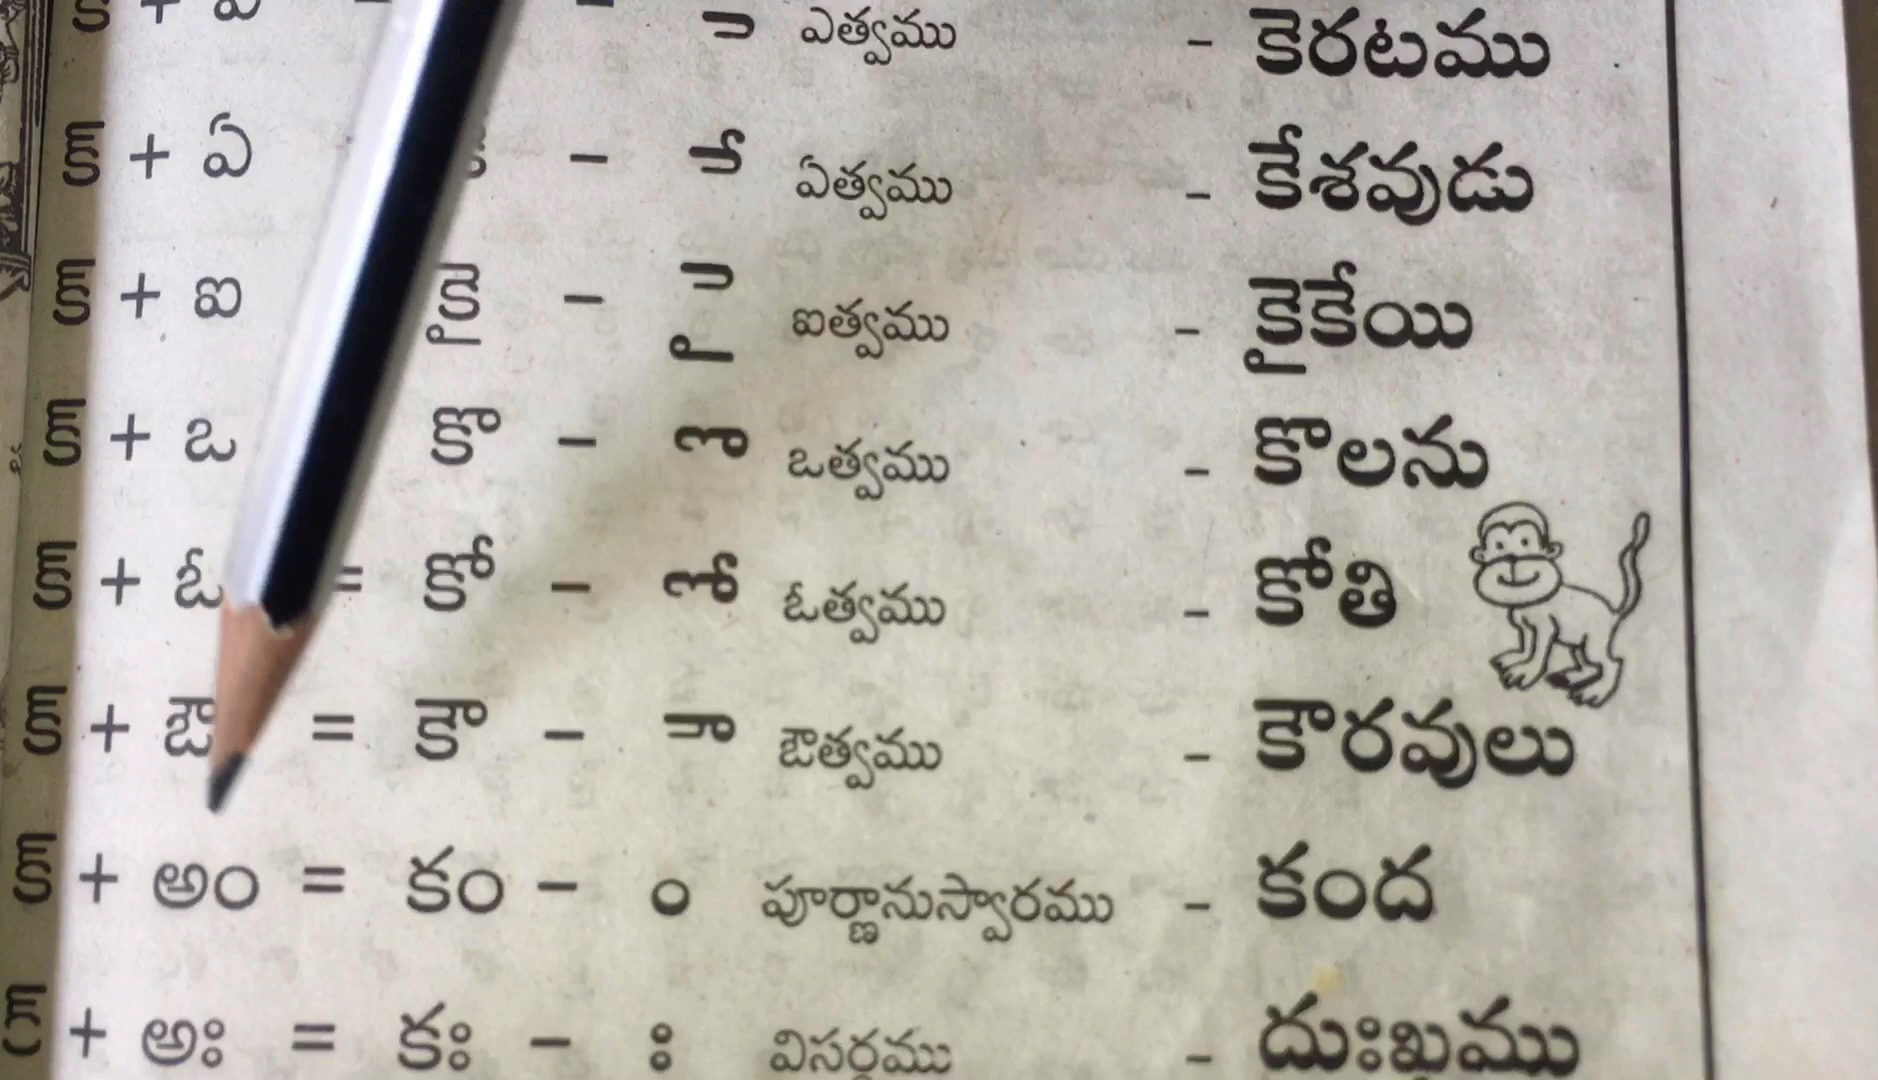 క + ఎ - ె ఎత్వము - కెరటము
క + ఏ - ే ఏత్వము - కేశవుడు
క + ఐ కై - ై ఐత్వము - కైకేయి
క + ఒ కొ - ొ ఒత్వము - కొలను
క + ఓ = కో - ో ఓత్వము - కోతి
క + ఔ = కౌ - ౌ ఔత్వము - కౌరవులు
క + అం = కం - ం పూర్ణానుస్వారము - కంద
క + అః = కః - ః విసర్గము - దుఃఖము